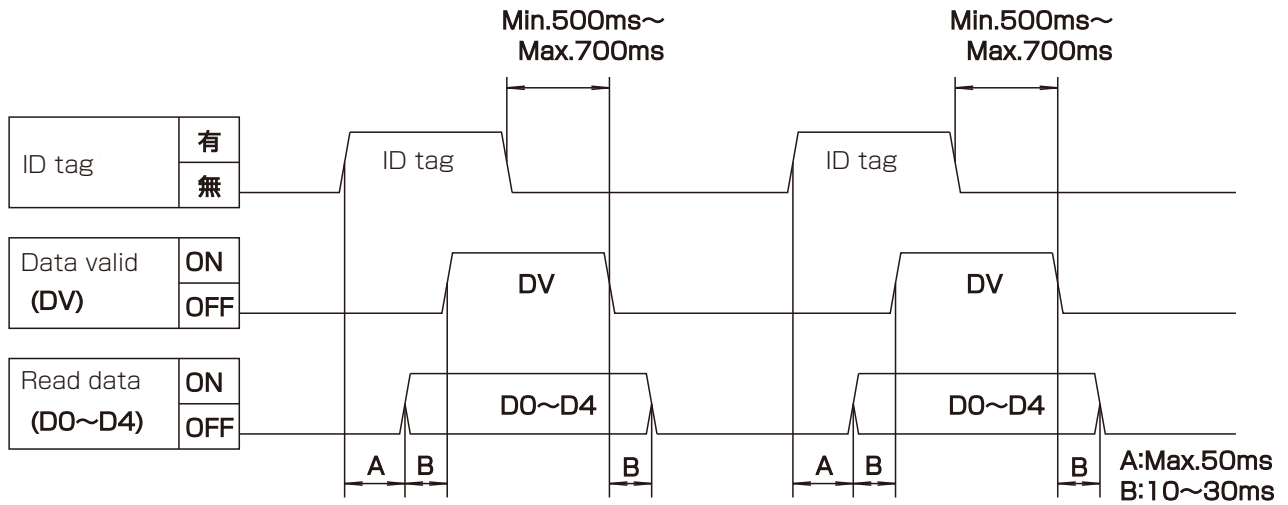 Min.500ms～
Max.700ms
Min.500ms～
Max.700ms
ID tag
有
無
ID tag
ID tag
Data valid
(DV)
ON
OFF
DV
DV
Read data
(D0～D4)
ON
OFF
D0～D4
D0～D4
A
B
B
A
B
B
A:Max.50ms
B:10～30ms